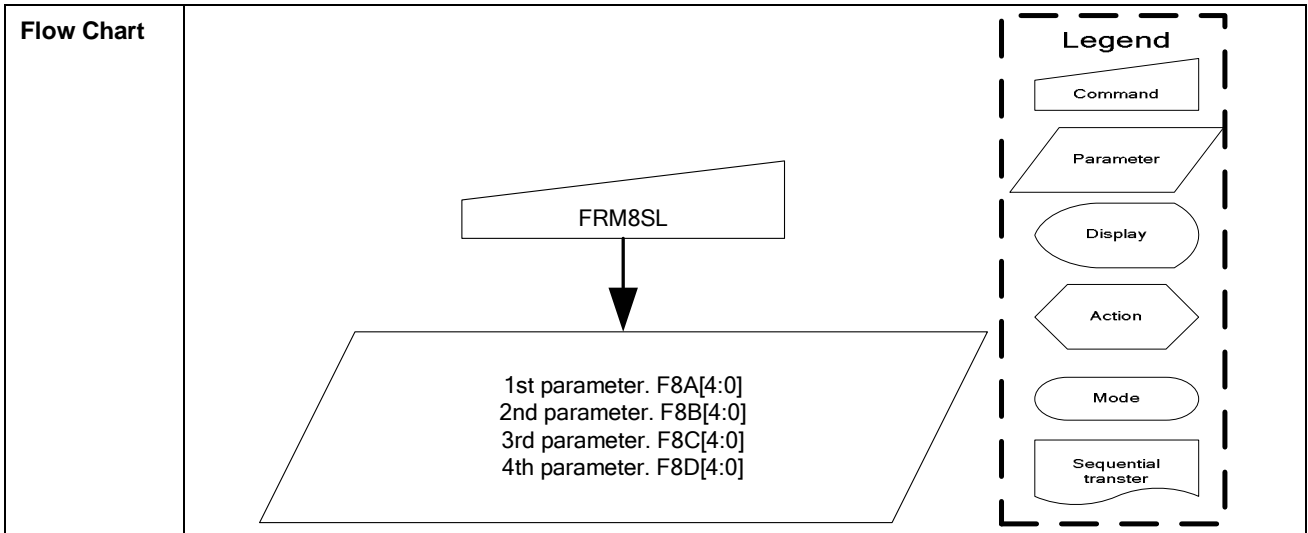 Flow Chart
FRM8SL
1st parameter. F8A[4:0]
2nd parameter. F8B[4:0]
3rd parameter. F8C[4:0]
4th parameter. F8D[4:0]
Legend
Command
Parameter
Display
Action
Mode
Sequential
transter